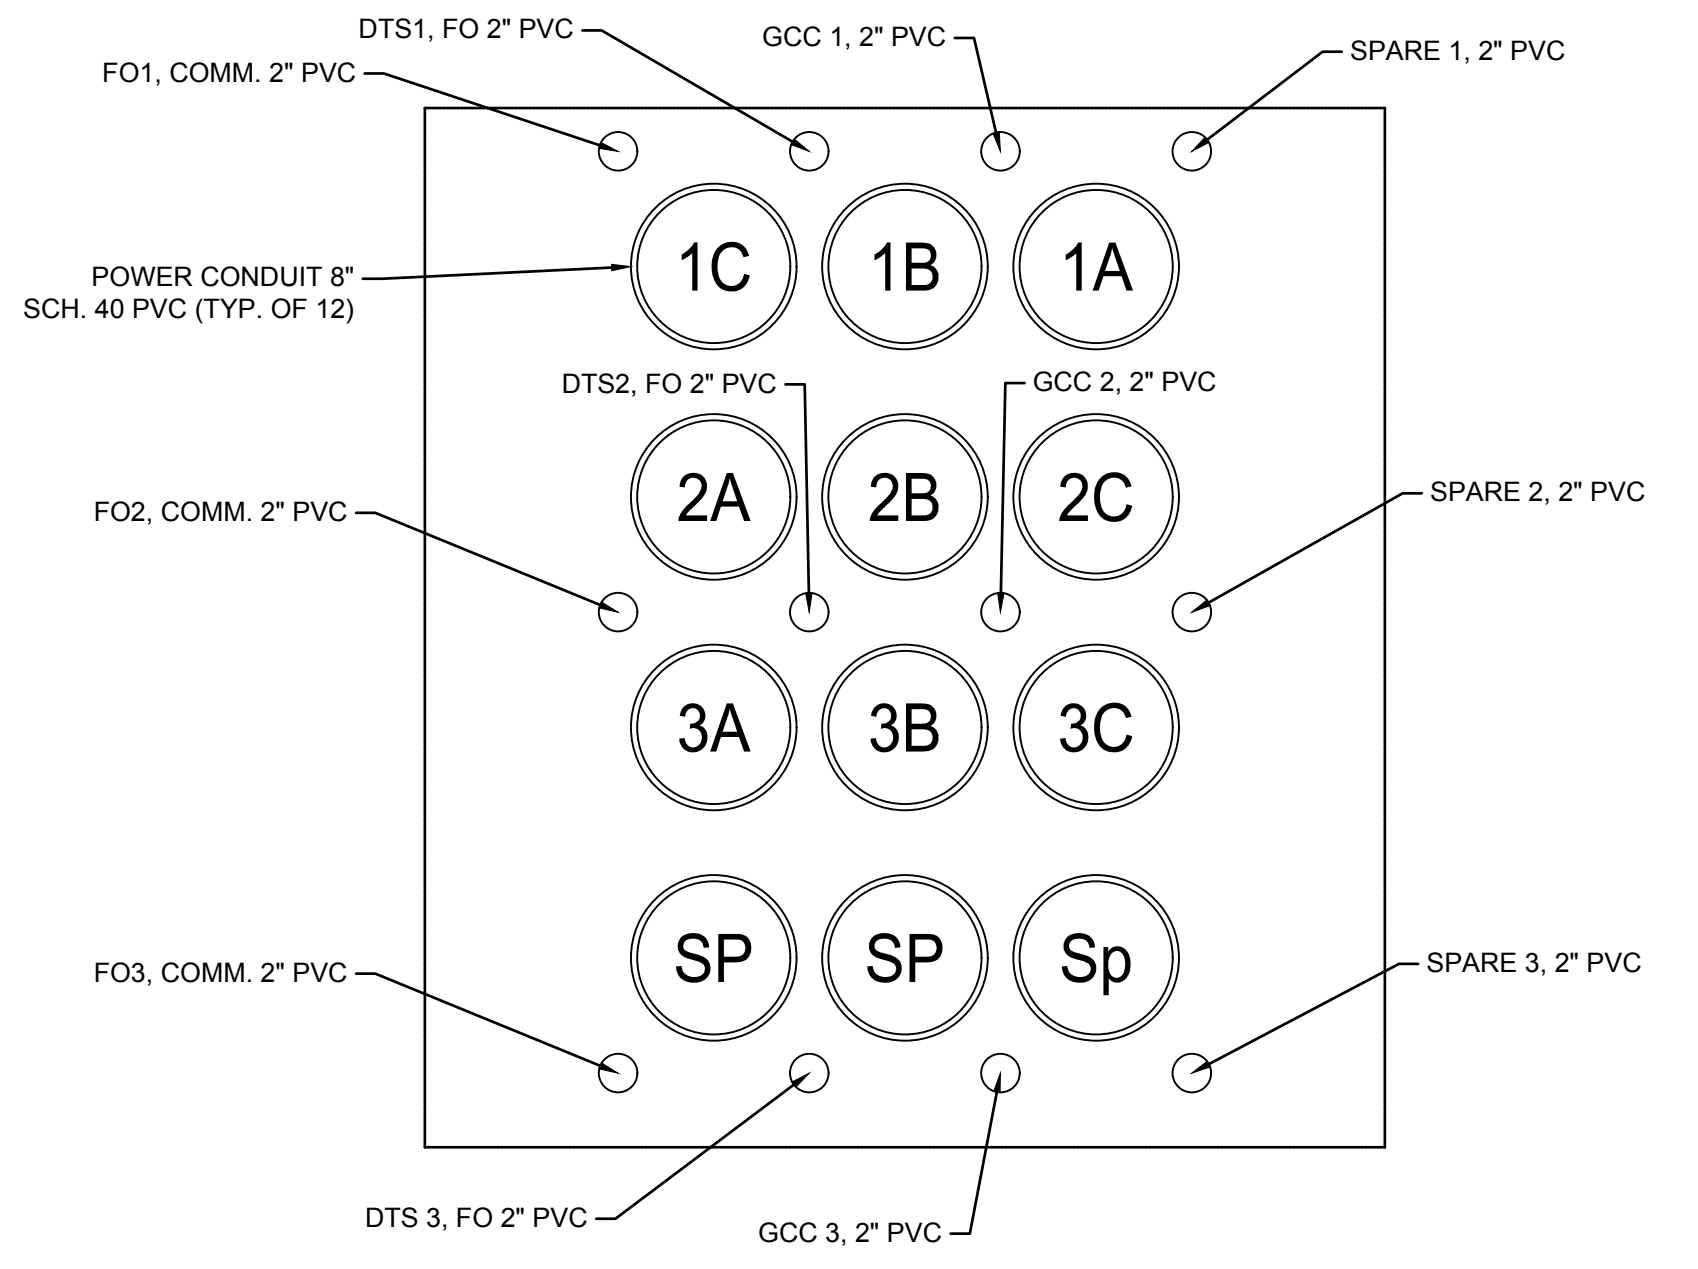 DTS1, FO 2" PVC
GCC 1, 2" PVC
SPARE 1, 2" PVC
FO1, COMM. 2" PVC
1C
1B
1A
POWER CONDUIT 8"
SCH. 40 PVC (TYP. OF 12)
DTS2, FO 2" PVC
GCC 2, 2" PVC
2A
2B
2C
FO2, COMM. 2" PVC
SPARE 2, 2" PVC
3A
3B
3C
SP
SP
Sp
FO3, COMM. 2" PVC
SPARE 3, 2" PVC
DTS 3, FO 2" PVC
GCC 3, 2" PVC